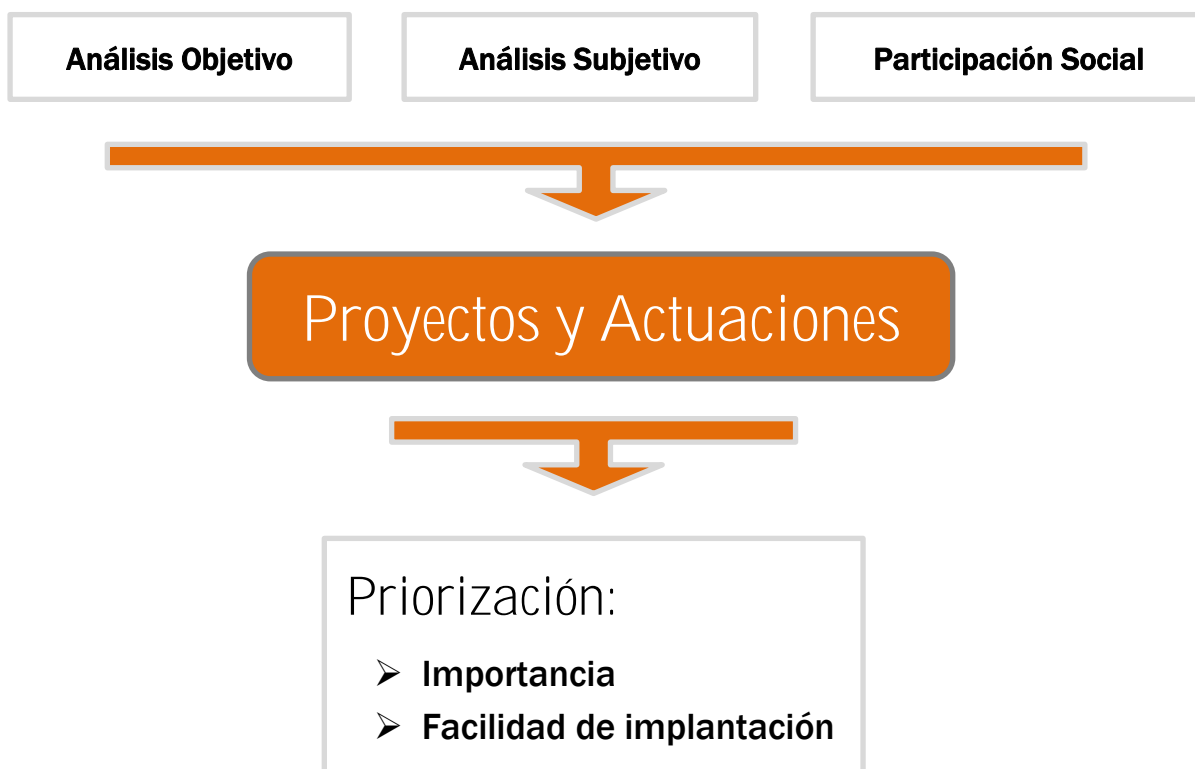 Análisis Objetivo
Análisis Subjetivo
Participación Social
Proyectos y Actuaciones
Priorización:
➢ Importancia
➢ Facilidad de implantación